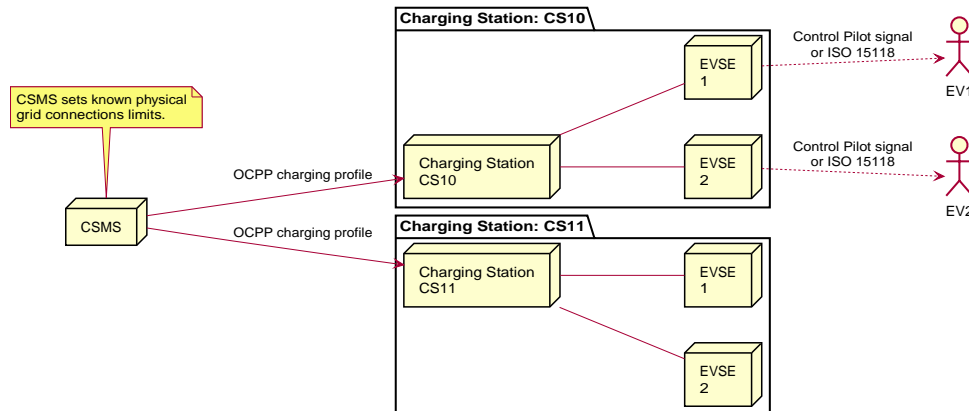 Charging Station: CS10
Control Pilot signal
or ISO 15118
EVSE
1
EV1
CSMS sets known physical
grid connections limits.
Control Pilot signal
or ISO 15118
Charging Station
CS10
EVSE
2
OCPP charging profile
EV2
CSMS
Charging Station: CS11
OCPP charging profile
Charging Station
CS11
EVSE
1
EVSE
2